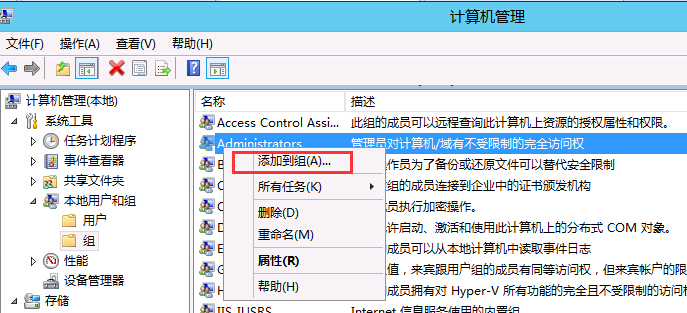 计算机管理
文件(F) 操作(A) 查看(V) 帮助(H)
计算机管理(本地)
系统工具
任务计划程序
事件查看器
共享文件夹
本地用户和组
用户
组
性能
设备管理器
存储
名称 描述
Access Control Assi... 此组的成员可以远程查询此计算机上资源的授权属性和权限。
Administrators 管理员对计算机/域有不受限制的完全访问权
作员为了备份或还原文件可以替代安全限制
组的成员连接到企业中的证书颁发机构
成员执行加密操作。
许启动、激活和使用此计算机上的分布式 COM 对象。
成员可以从本地计算机中读取事件日志
值，来宾跟用户组的成员有同等访问权，但来宾帐户的限
成员拥有对 Hyper-V 所有功能的完全且不受限制的访问
IIS_IUSRS Internet 信息服务使用的内置组
添加到组(A)...
所有任务(K)
删除(D)
重命名(M)
属性(R)
帮助(H)